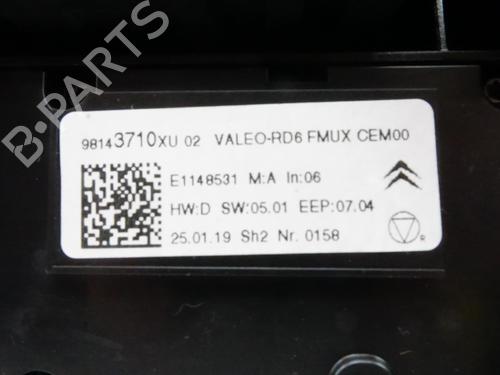 98143710XU 02 VALEO-RD6 FMUX CEM00
E1148531 M:A In:06
HW:D SW:05.01 EEP:07.04
25.01.19 Sh2 Nr. 0158
R
B-PARTS